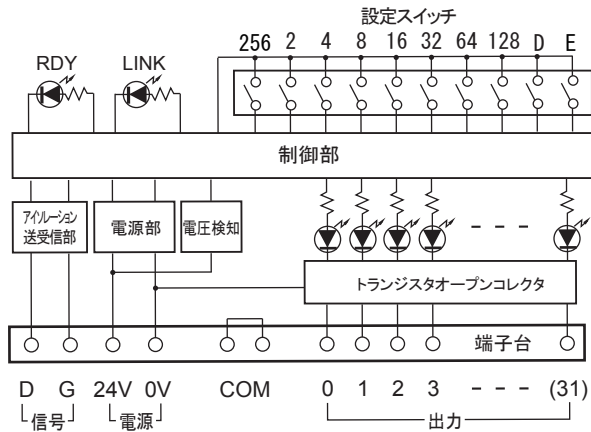 設定スイッチ
256 2 4 8 16 32 64 128 D E
RDY LINK
制御部
アイソレーション
送受信部
電源部
電圧検知
トランジスタオープンコレクタ
端子台
D G 24V 0V COM 0 1 2 3 - - - (31)
信号 電源 出力